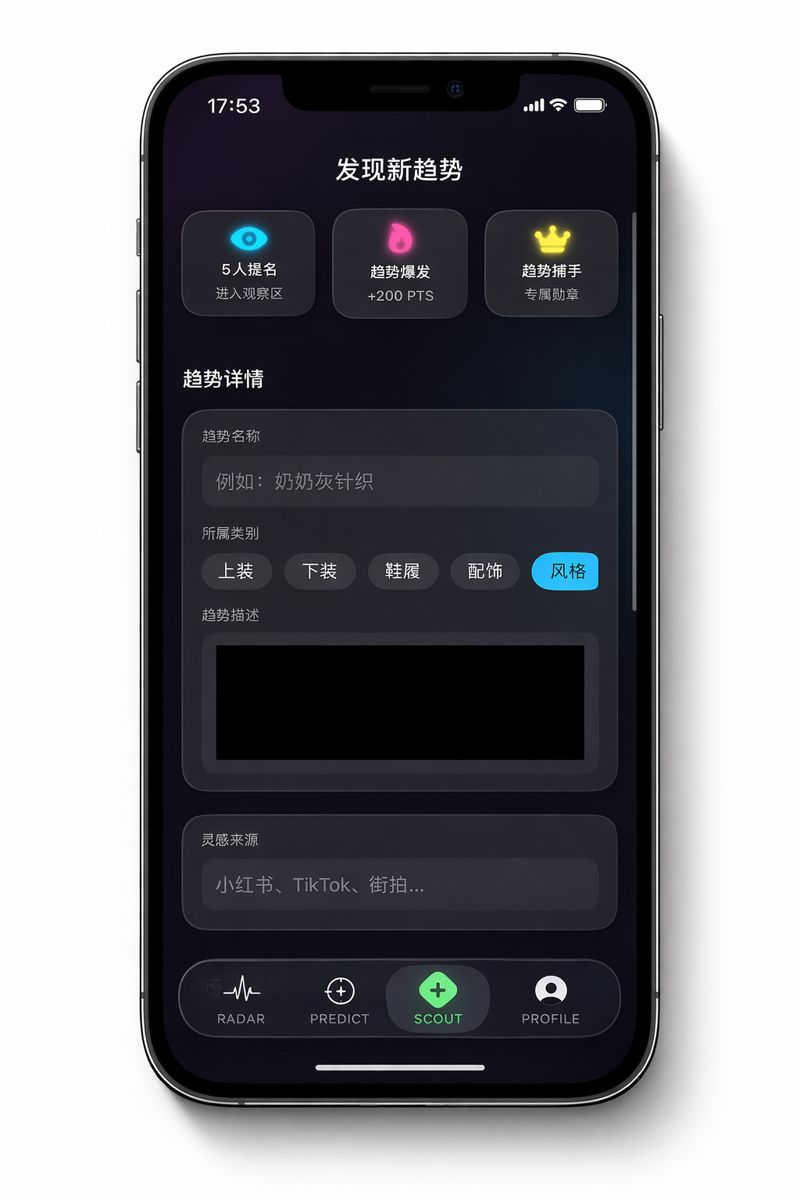 17:53
发现新趋势
5人提名
进入观察区
趋势爆发
+200 PTS
趋势捕手
专属勋章
趋势详情
趋势名称
例如：奶奶灰针织
所属类别
上装
下装
鞋履
配饰
风格
趋势描述
灵感来源
小红书、TikTok、街拍...
RADAR
PREDICT
SCOUT
PROFILE